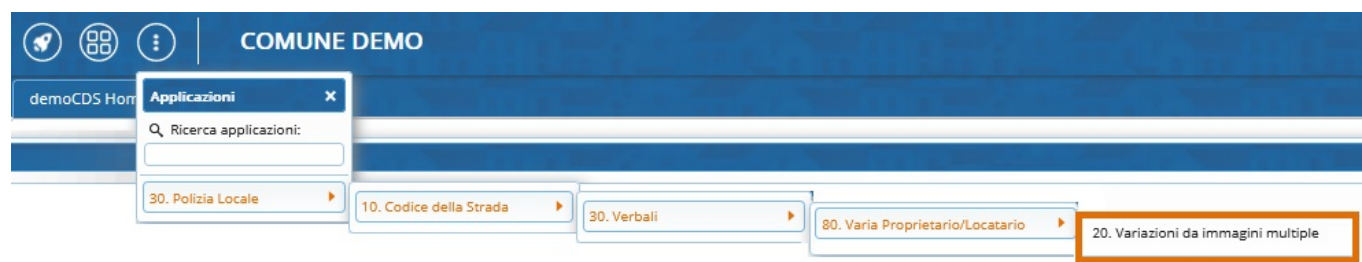 COMUNE DEMO
demoCDS Hom
Applicazioni
Ricerca applicazioni:
30. Polizia Locale
10. Codice della Strada
30. Verbali
80. Varia Proprietario/Locatario
20. Variazioni da immagini multiple